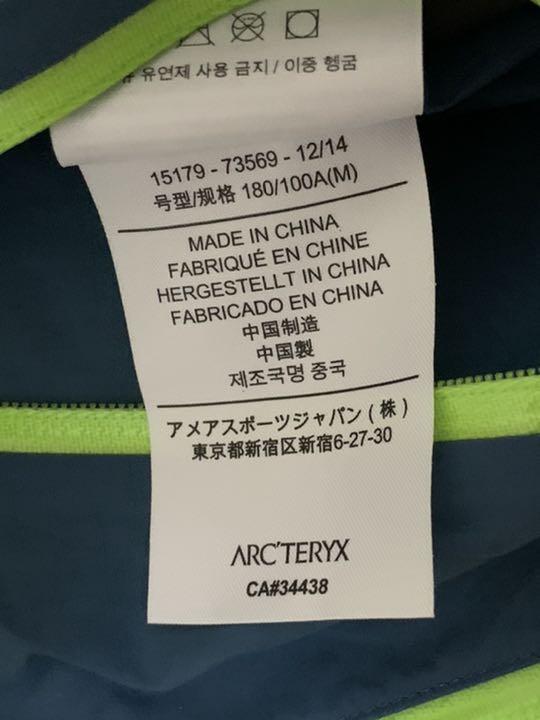 유연제 사용 금지 / 이중 헹굼
15179 - 73569 - 12/14
号型/规格 180/100A(M)
MADE IN CHINA
FABRIQUÉ EN CHINE
HERGESTELLT IN CHINA
FABRICADO EN CHINA
中国制造
中国製
제조국명 중국
アメアスポーツジャパン ( 株 )
東京都新宿区新宿6-27-30
ARC'TERYX
CA#34438